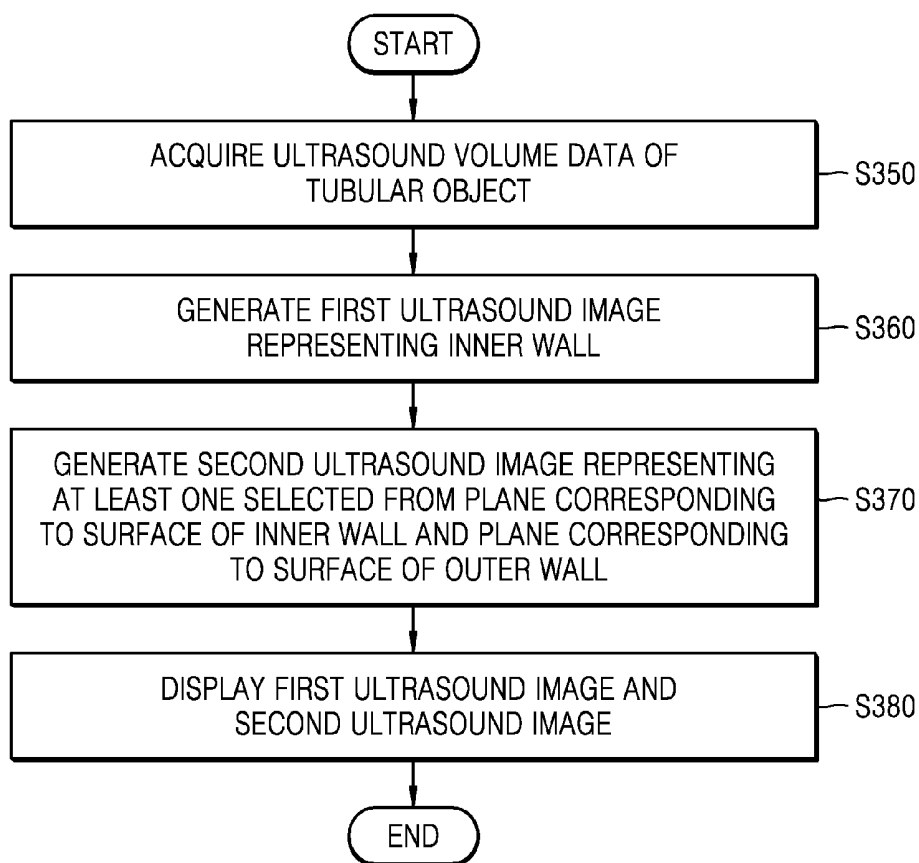 START
ACQUIRE ULTRASOUND VOLUME DATA OF
TUBULAR OBJECT
S350
GENERATE FIRST ULTRASOUND IMAGE
REPRESENTING INNER WALL
S360
GENERATE SECOND ULTRASOUND IMAGE REPRESENTING
AT LEAST ONE SELECTED FROM PLANE CORRESPONDING
TO SURFACE OF INNER WALL AND PLANE CORRESPONDING
TO SURFACE OF OUTER WALL
S370
DISPLAY FIRST ULTRASOUND IMAGE AND
SECOND ULTRASOUND IMAGE
S380
END